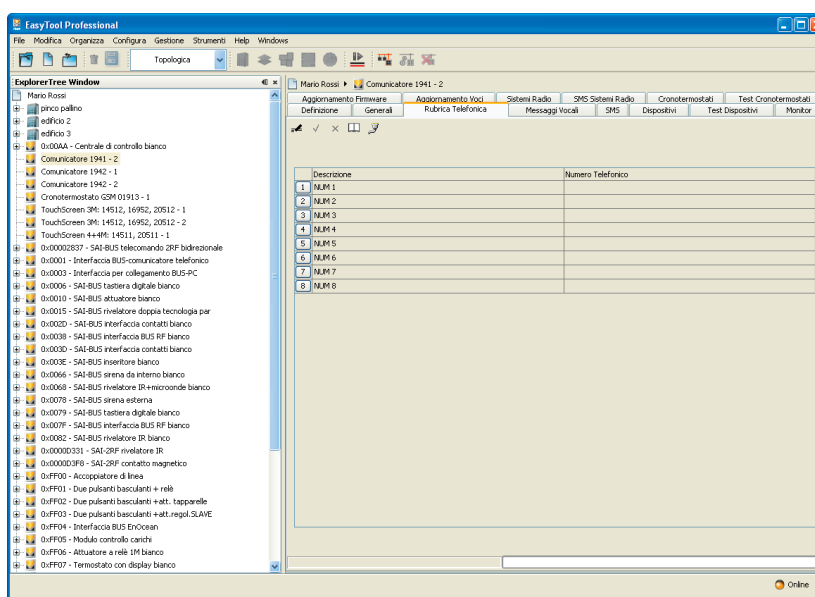 EasyTool Professional
File Modifica Organizza Configura Gestione Strumenti Help Windows
Topologica
ExplorerTree Window
Mario Rossi
pinco pallino
edificio 2
edificio 3
0x00AA - Centrale di controllo bianco
Comunicatore 1941 - 2
Comunicatore 1942 - 1
Comunicatore 1942 - 2
Cronotermostato GSM 01913 - 1
TouchScreen 3M: 14512, 16952, 20512 - 1
TouchScreen 3M: 14512, 16952, 20512 - 2
TouchScreen 4+4M: 14511, 20511 - 1
0x00002837 - SAI-BUS telecomando 2RF bidirezionale
0x0001 - Interfaccia BUS-comunicatore telefonico
0x0003 - Interfaccia per collegamento BUS-PC
0x0006 - SAI-BUS tastiera digitale bianco
0x0010 - SAI-BUS attuatore bianco
0x0015 - SAI-BUS rivelatore doppia tecnologia par
0x002D - SAI-BUS interfaccia contatti bianco
0x0038 - SAI-BUS interfaccia BUS RF bianco
0x003D - SAI-BUS interfaccia contatti bianco
0x003E - SAI-BUS inseritore bianco
0x0066 - SAI-BUS sirena da interno bianco
0x0068 - SAI-BUS rivelatore IR+microonde bianco
0x0078 - SAI-BUS sirena esterna
0x0079 - SAI-BUS tastiera digitale bianco
0x007F - SAI-BUS interfaccia BUS RF bianco
0x0082 - SAI-BUS rivelatore IR bianco
0x0000D331 - SAI-2RF rivelatore IR
0x0000D3F8 - SAI-2RF contatto magnetico
0xFF00 - Accoppiatore di linea
0xFF01 - Due pulsanti basculanti + relè
0xFF02 - Due pulsanti basculanti +att. tapparelle
0xFF03 - Due pulsanti basculanti +att.regol.SLAVE
0xFF04 - Interfaccia BUS EnOcean
0xFF05 - Modulo controllo carichi
0xFF06 - Attuatore a relè 1M bianco
0xFF07 - Termostato con display bianco
Mario Rossi Comunicatore 1941 - 2
Aggiornamento Firmware Aggiornamento Voci Sistemi Radio SMS Sistemi Radio Cronotermostati Test Cronotermostati
Definizione Generali Rubrica Telefonica Messaggi Vocali SMS Dispositivi Test Dispositivi Monitor
Descrizione Numero Telefonico
1 NUM 1
2 NUM 2
3 NUM 3
4 NUM 4
5 NUM 5
6 NUM 6
7 NUM 7
8 NUM 8
Online